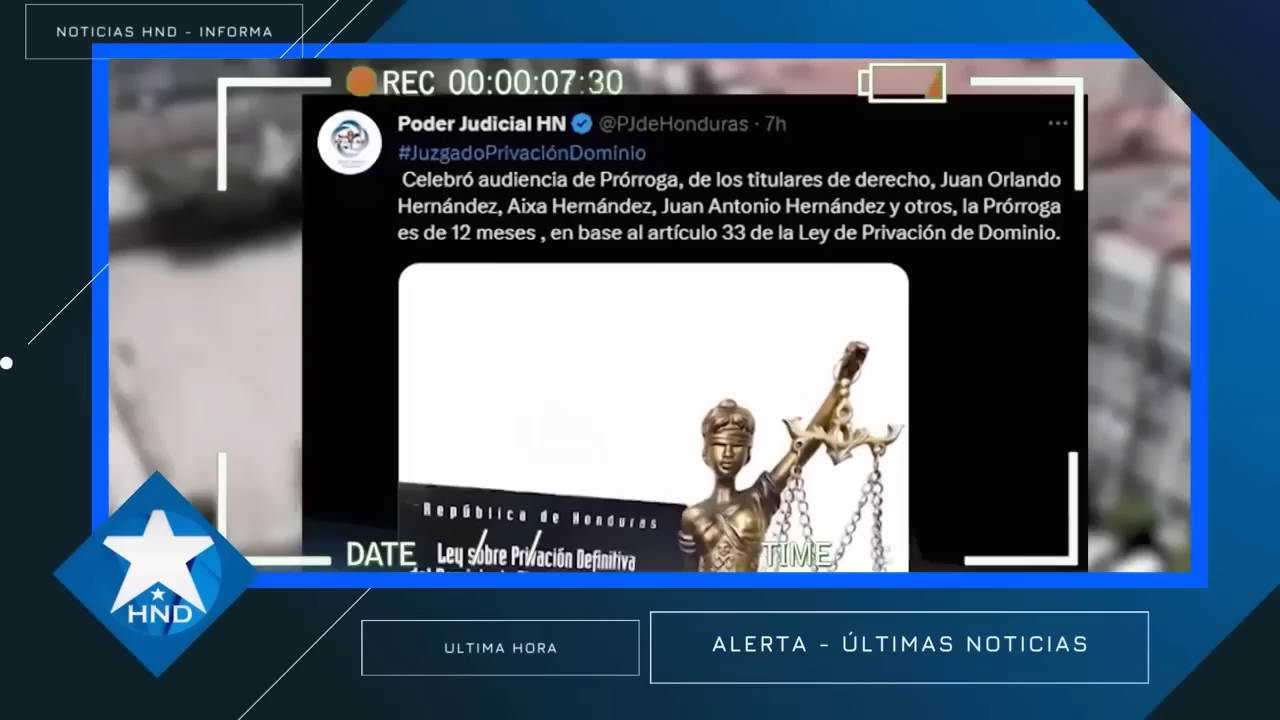 NOTICIAS HND - INFORMA
REC 00:00:07:30
Poder Judicial HN @PJdeHonduras · 7h
#JuzgadoPrivaciónDominio
Celebró audiencia de Prórroga, de los titulares de derecho, Juan Orlando
Hernández, Aixa Hernández, Juan Antonio Hernández y otros, la Prórroga
es de 12 meses , en base al artículo 33 de la Ley de Privación de Dominio.
República de Honduras
Ley sobre Privación Definitiva
DATE
TIME
HND
ULTIMA HORA
ALERTA - ÚLTIMAS NOTICIAS